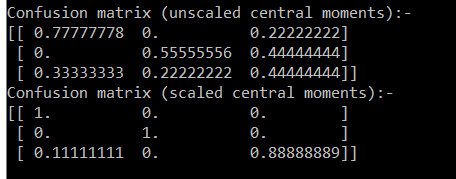 Confusion matrix (unscaled central moments):-
[[ 0.77777778 0. 0.22222222]
[ 0. 0.55555556 0.44444444]
[ 0.33333333 0.22222222 0.44444444]]
Confusion matrix (scaled central moments):-
[[ 1. 0. 0. ]
[ 0. 1. 0. ]
[ 0.11111111 0. 0.88888889]]